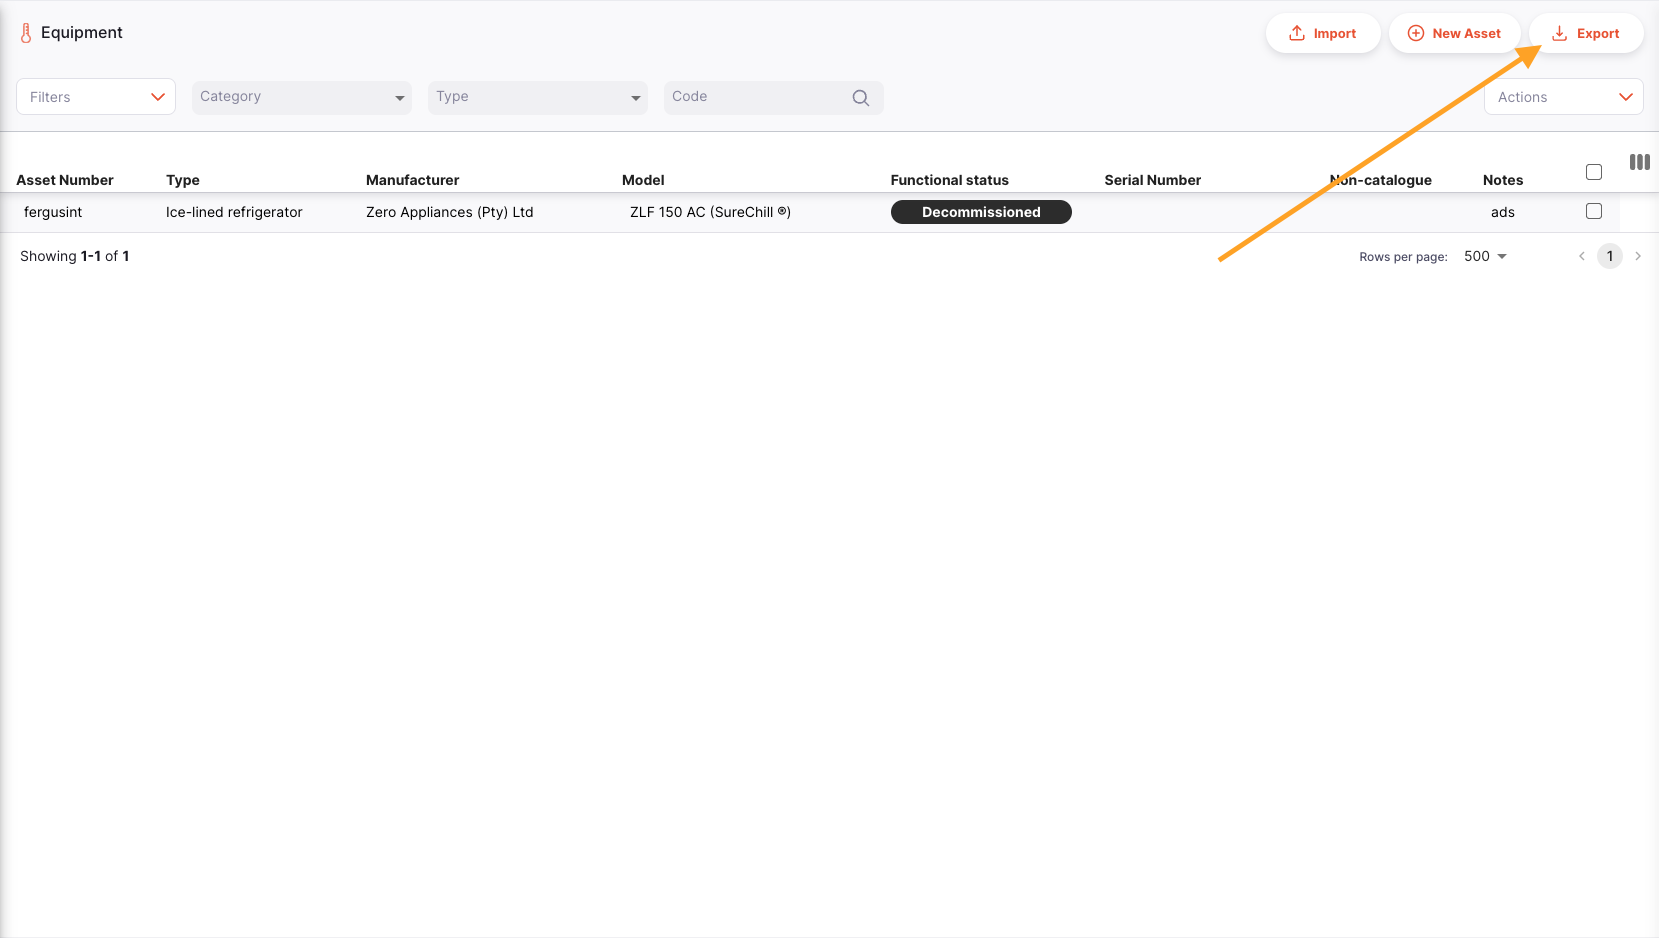 Equipment
Import
New Asset
Export
Filters
Category
Type
Code
Actions
Asset Number Type Manufacturer Model Functional status Serial Number Non-catalogue Notes
fergusint Ice-lined refrigerator Zero Appliances (Pty) Ltd ZLF 150 AC (SureChill ®) Decommissioned ads
Showing 1-1 of 1 Rows per page: 500 1